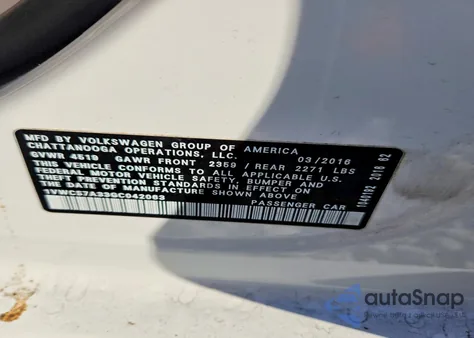 MFD BY VOLKSWAGEN GROUP OF AMERICA
CHATTANOOGA OPERATIONS, LLC. 03/2016
GVWR 4519 GAWR FRONT 2359 / REAR 2271 LBS
THIS VEHICLE CONFORMS TO ALL APPLICABLE U.S.
FEDERAL MOTOR VEHICLE SAFETY, BUMPER AND
THEFT PREVENTION STANDARDS IN EFFECT ON
THE DATE OF MANUFACTURE SHOWN ABOVE
PASSENGER CAR
2016
autoSnap